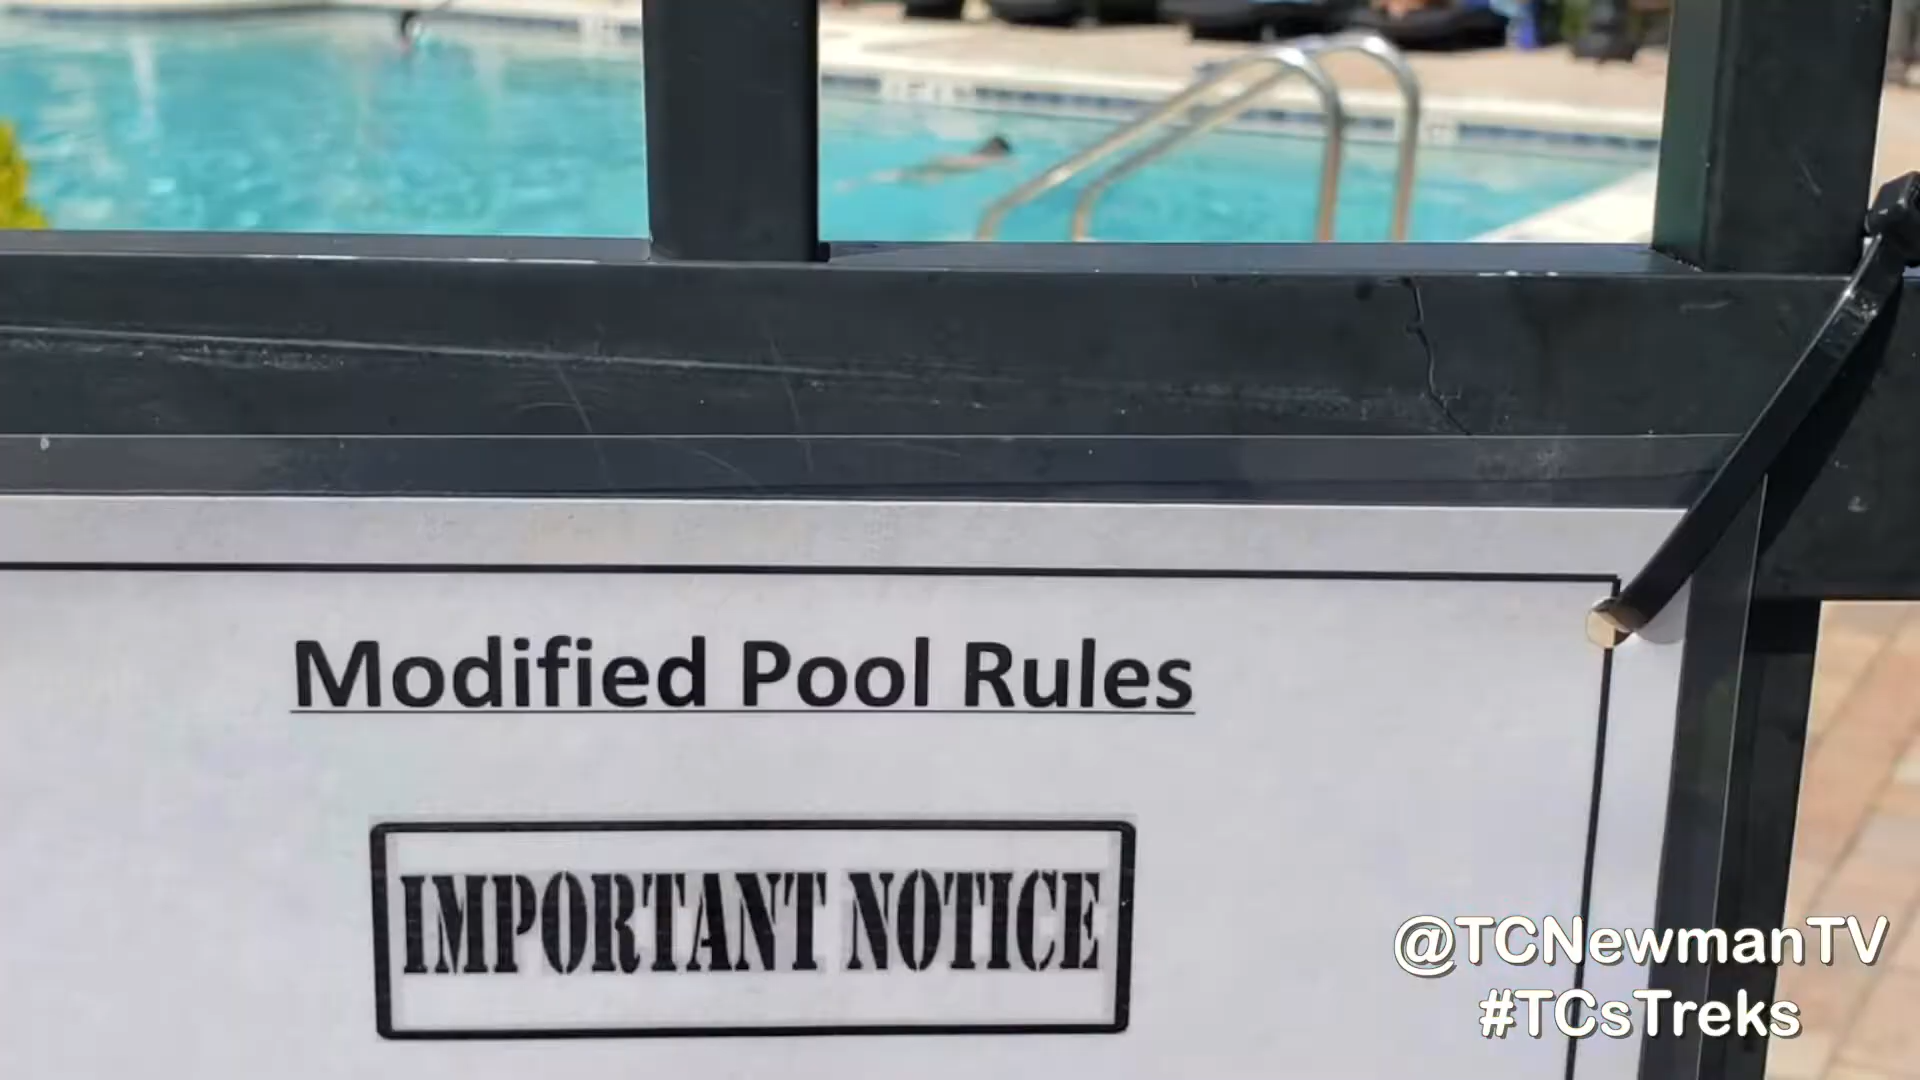 Modified Pool Rules
IMPORTANT NOTICE
@TCNewmanTV
#TCsTreks